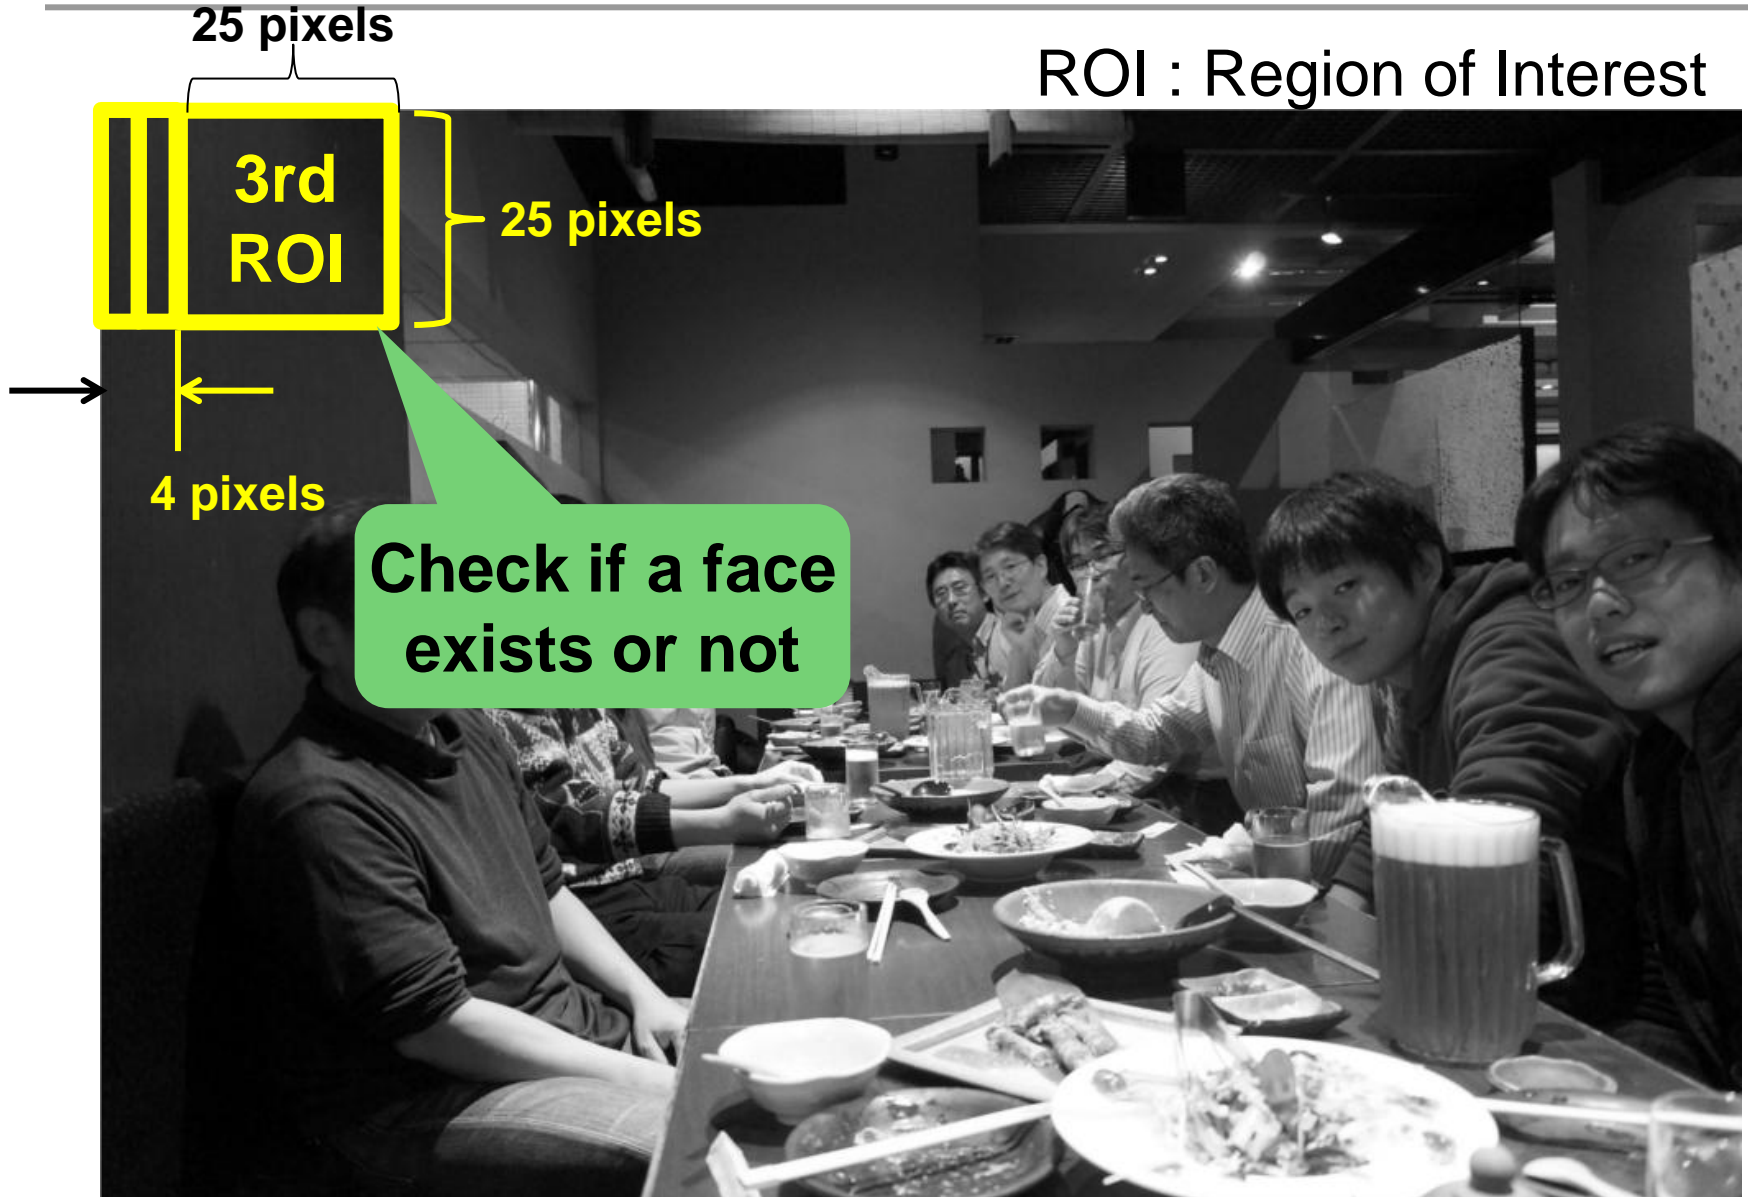 25 pixels
ROI : Region of Interest
3rd
ROI
25 pixels
4 pixels
Check if a face
exists or not